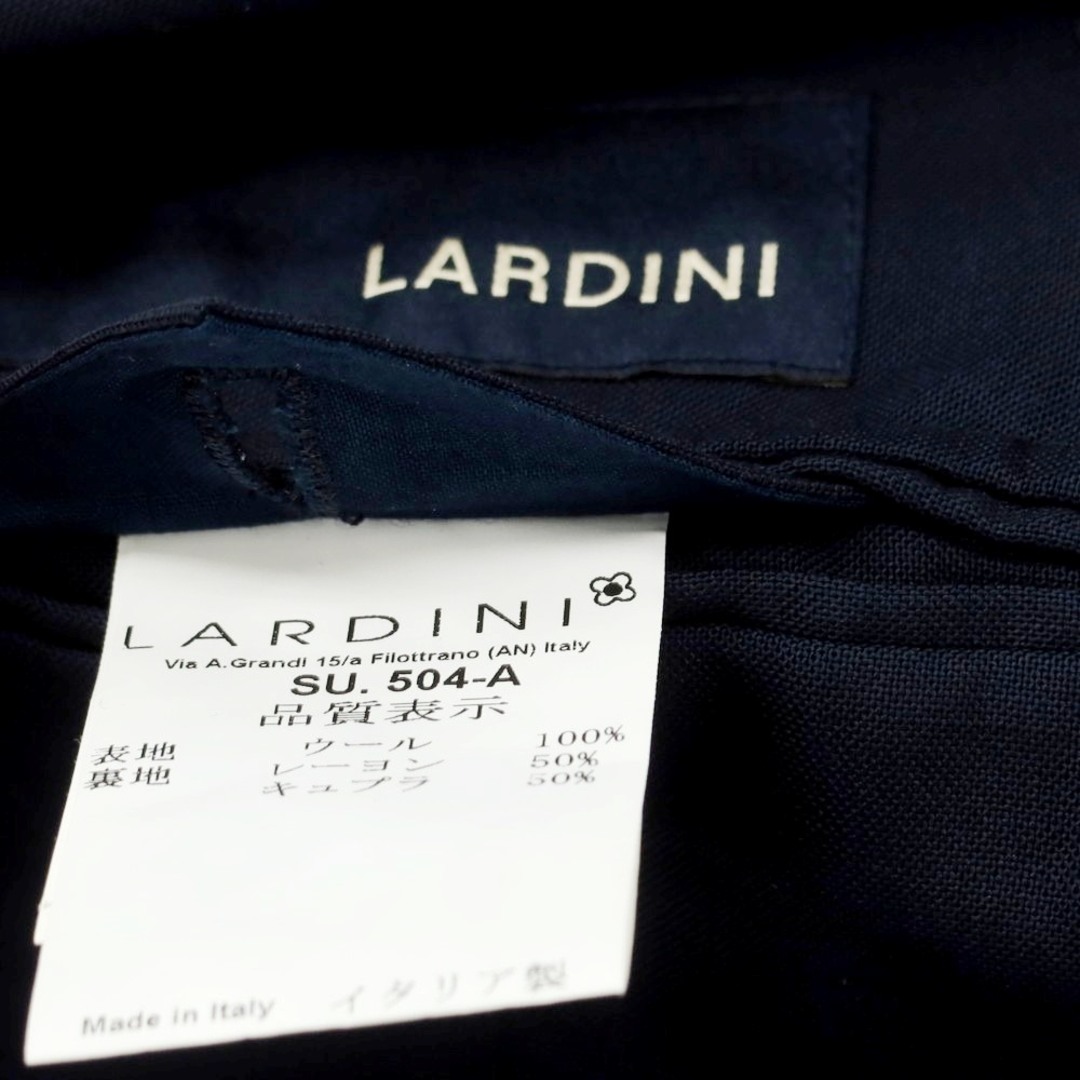 LARDINI
LARDINI
Via A.Grandi 15/a Filottrano (AN) Italy
SU. 504-A
品質表示
表地 ウール 100%
裏地 レーヨン 50%
キュプラ 50%
Made in Italy イタリア製